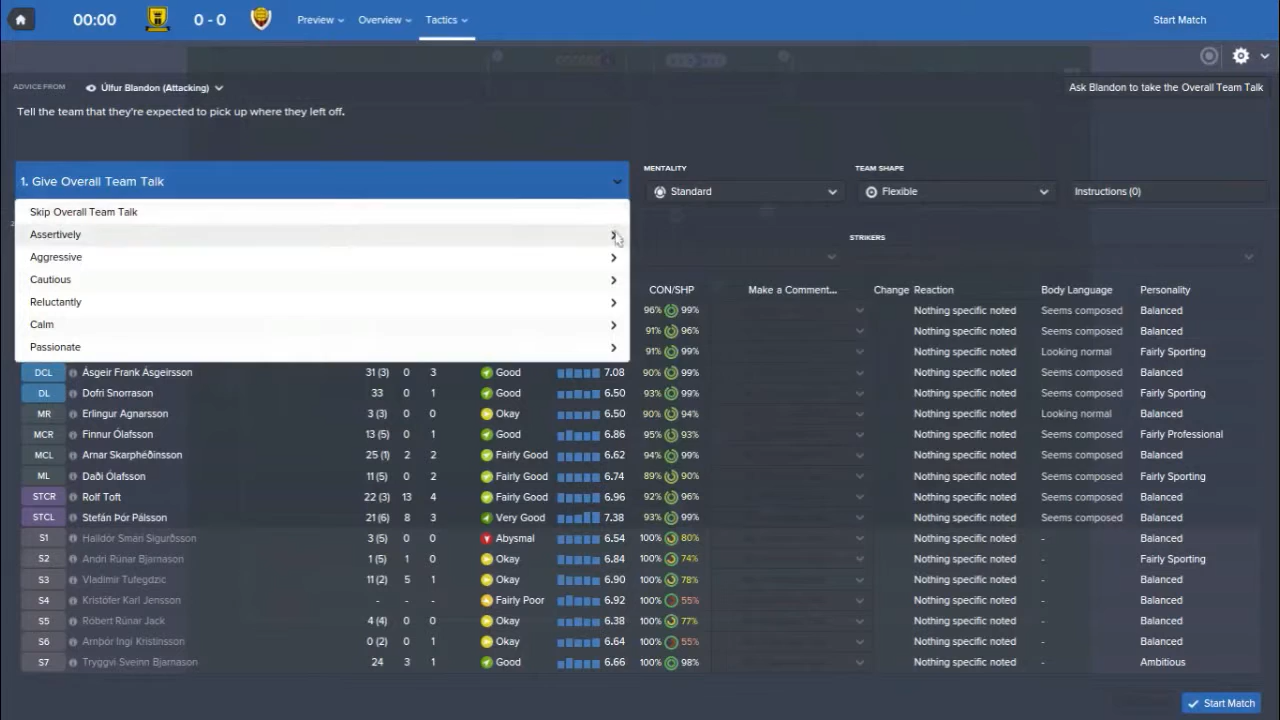 00:00 0 - 0 Preview Overview Tactics Start Match
ADVICE FROM Úlfur Blandon (Attacking) Ask Blandon to take the Overall Team Talk
Tell the team that they're expected to pick up where they left off.
1. Give Overall Team Talk
MENTALITY TEAM SHAPE
Standard Flexible Instructions (0)
Skip Overall Team Talk
Assertively
Aggressive
Cautious
Reluctantly
Calm
Passionate
STRIKERS
CON/SHP Make a Comment... Change Reaction Body Language Personality
96% 99% Nothing specific noted Seems composed Balanced
91% 96% Nothing specific noted Seems composed Balanced
91% 99% Nothing specific noted Looking normal Fairly Sporting
DCL Ásgeir Frank Ásgeirsson 31 (3) 0 3 Good 7.08 90% 99% Nothing specific noted Seems composed Balanced
DL Dofri Snorrason 33 0 1 Good 6.50 93% 99% Nothing specific noted Seems composed Fairly Sporting
MR Erlingur Agnarsson 3 (3) 0 0 Okay 6.50 90% 94% Nothing specific noted Looking normal Balanced
MCR Finnur Ólafsson 13 (5) 0 1 Good 6.86 95% 93% Nothing specific noted Seems composed Fairly Professional
MCL Arnar Skarphéðinsson 25 (1) 2 2 Fairly Good 6.62 94% 99% Nothing specific noted Seems composed Balanced
ML Daði Ólafsson 11 (5) 0 2 Fairly Good 6.74 89% 90% Nothing specific noted Seems composed Fairly Sporting
STCR Rolf Toft 22 (3) 13 4 Fairly Good 6.96 92% 96% Nothing specific noted Seems composed Balanced
STCL Stefán Þór Pálsson 21 (6) 8 3 Very Good 7.38 93% 99% Nothing specific noted Seems composed Balanced
S1 Halldór Smári Sigurðsson 3 (5) 0 0 Abysmal 6.54 100% 80% Nothing specific noted - Balanced
S2 Andri Rúnar Bjarnason 1 (5) 1 0 Okay 6.84 100% 74% Nothing specific noted - Fairly Sporting
S3 Vladimir Tufegdzic 11 (2) 5 1 Okay 6.90 100% 78% Nothing specific noted - Balanced
S4 Kristófer Karl Jensson - - - Fairly Poor 6.92 100% 55% Nothing specific noted - Balanced
S5 Róbert Rúnar Jack 4 (4) 0 0 Okay 6.38 100% 77% Nothing specific noted - Balanced
S6 Arnþór Ingi Kristinsson 0 (2) 0 1 Okay 6.64 100% 55% Nothing specific noted - Balanced
S7 Tryggvi Sveinn Bjarnason 24 3 1 Good 6.66 100% 98% Nothing specific noted - Ambitious
Start Match